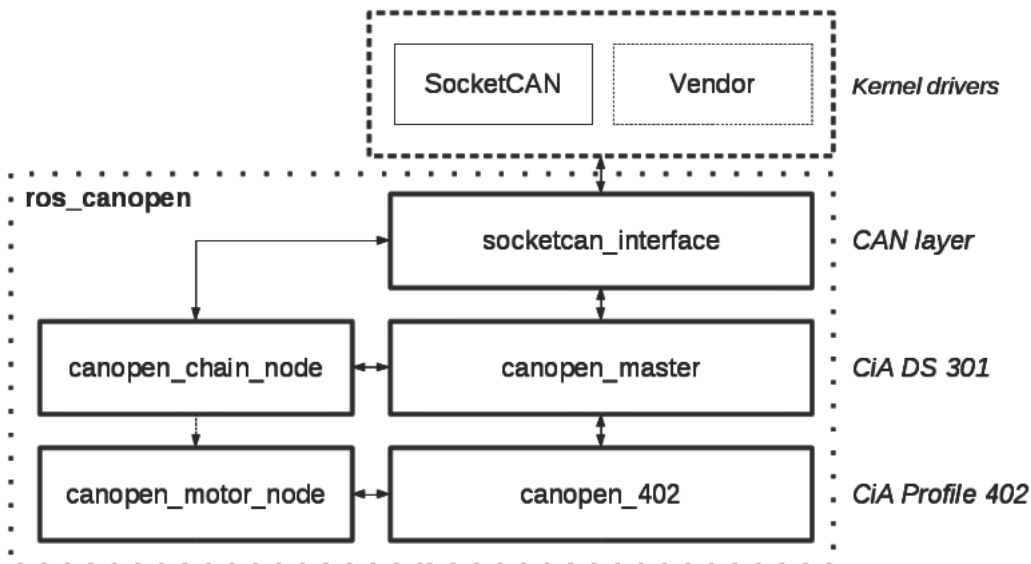 SocketCAN
Vendor
Kernel drivers
ros_canopen
socketcan_interface
CAN layer
canopen_chain_node
canopen_master
CiA DS 301
canopen_motor_node
canopen_402
CiA Profile 402